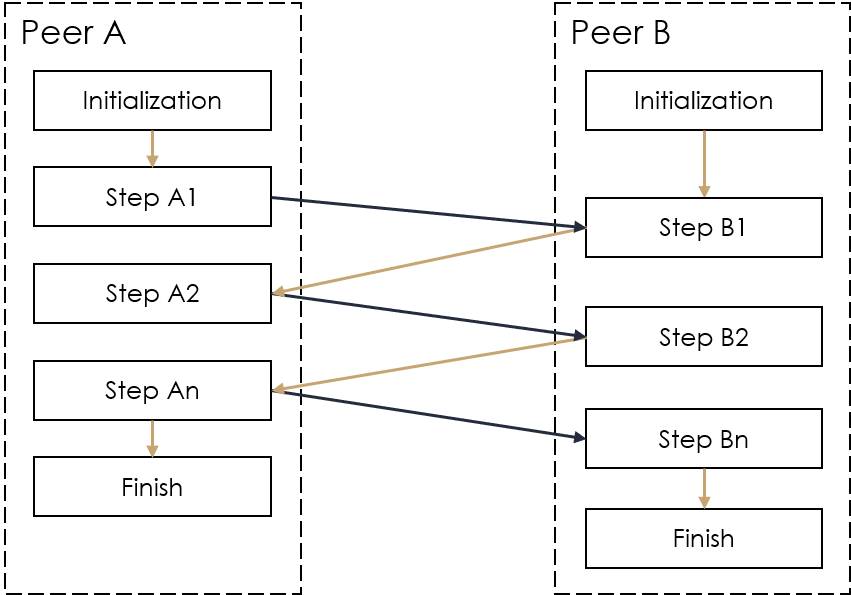 Peer A
Initialization
Step A1
Step A2
Step An
Finish
Peer B
Initialization
Step B1
Step B2
Step Bn
Finish